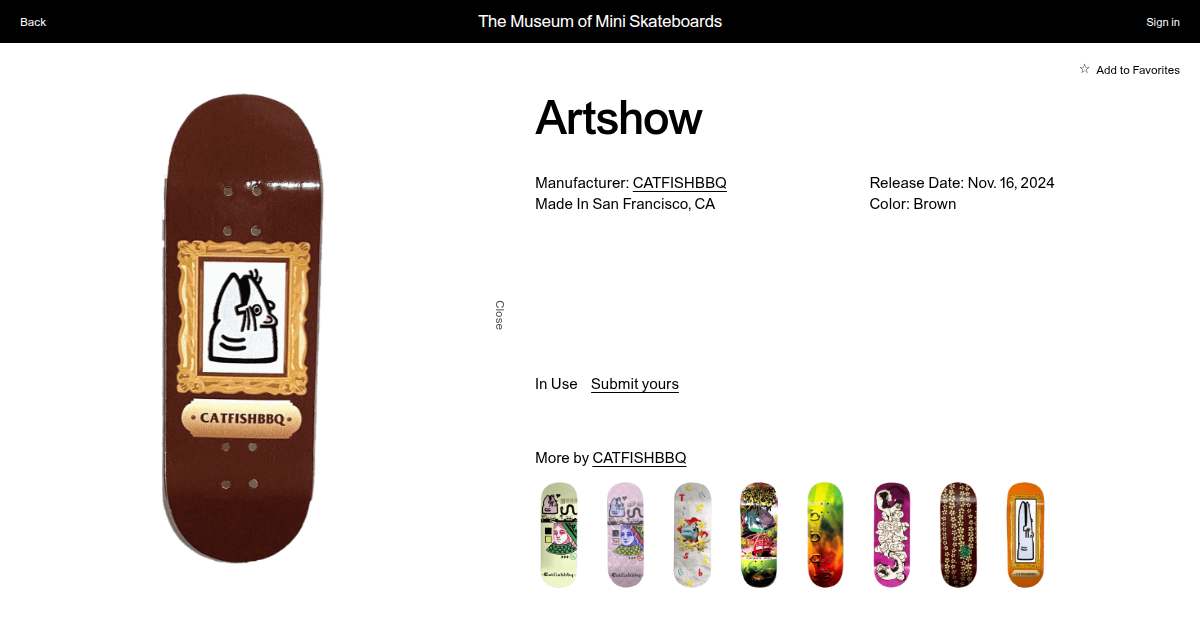 Back
The Museum of Mini Skateboards
Sign in
☆ Add to Favorites
Artshow
Manufacturer: CATFISHBBQ
Made In San Francisco, CA
Release Date: Nov. 16, 2024
Color: Brown
Close
CATFISHBBQ
In Use Submit yours
More by CATFISHBBQ